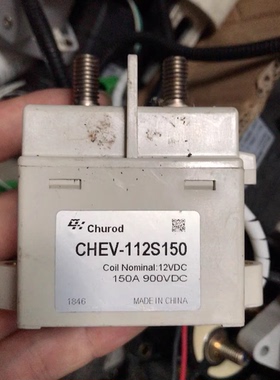 Churod
CHEV-112S150
Coil Nominal:12VDC
150A 900VDC
1846 MADE IN CHINA